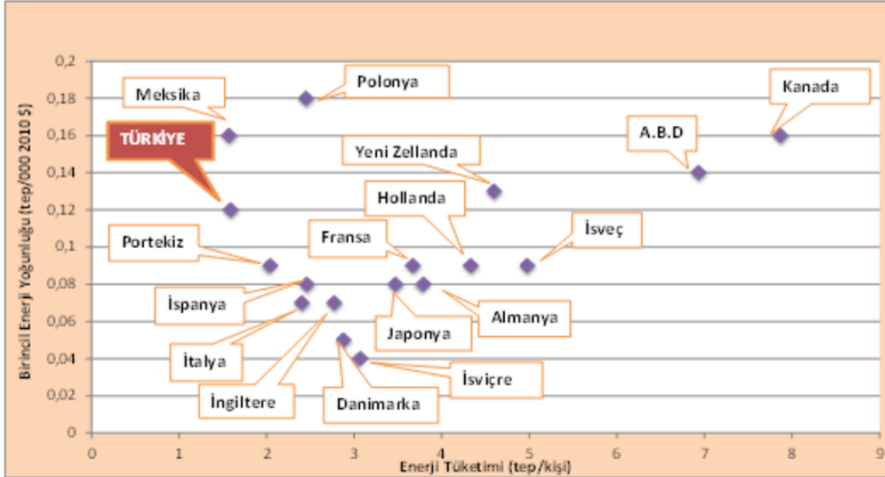 Birincil Enerji Yoğunluğu (tep/000 2010 $)
0,2
0,18
0,16
0,14
0,12
0,1
0,08
0,06
0,04
0,02
0
Meksika
Polonya
Kanada
TÜRKİYE
A.B.D
Yeni Zellanda
Hollanda
Portekiz
Fransa
İsveç
İspanya
Japonya
Almanya
İtalya
İngiltere
Danimarka
İsviçre
0 1 2 3 4 5 6 7 8 9
Enerji Tüketimi (tep/kişi)